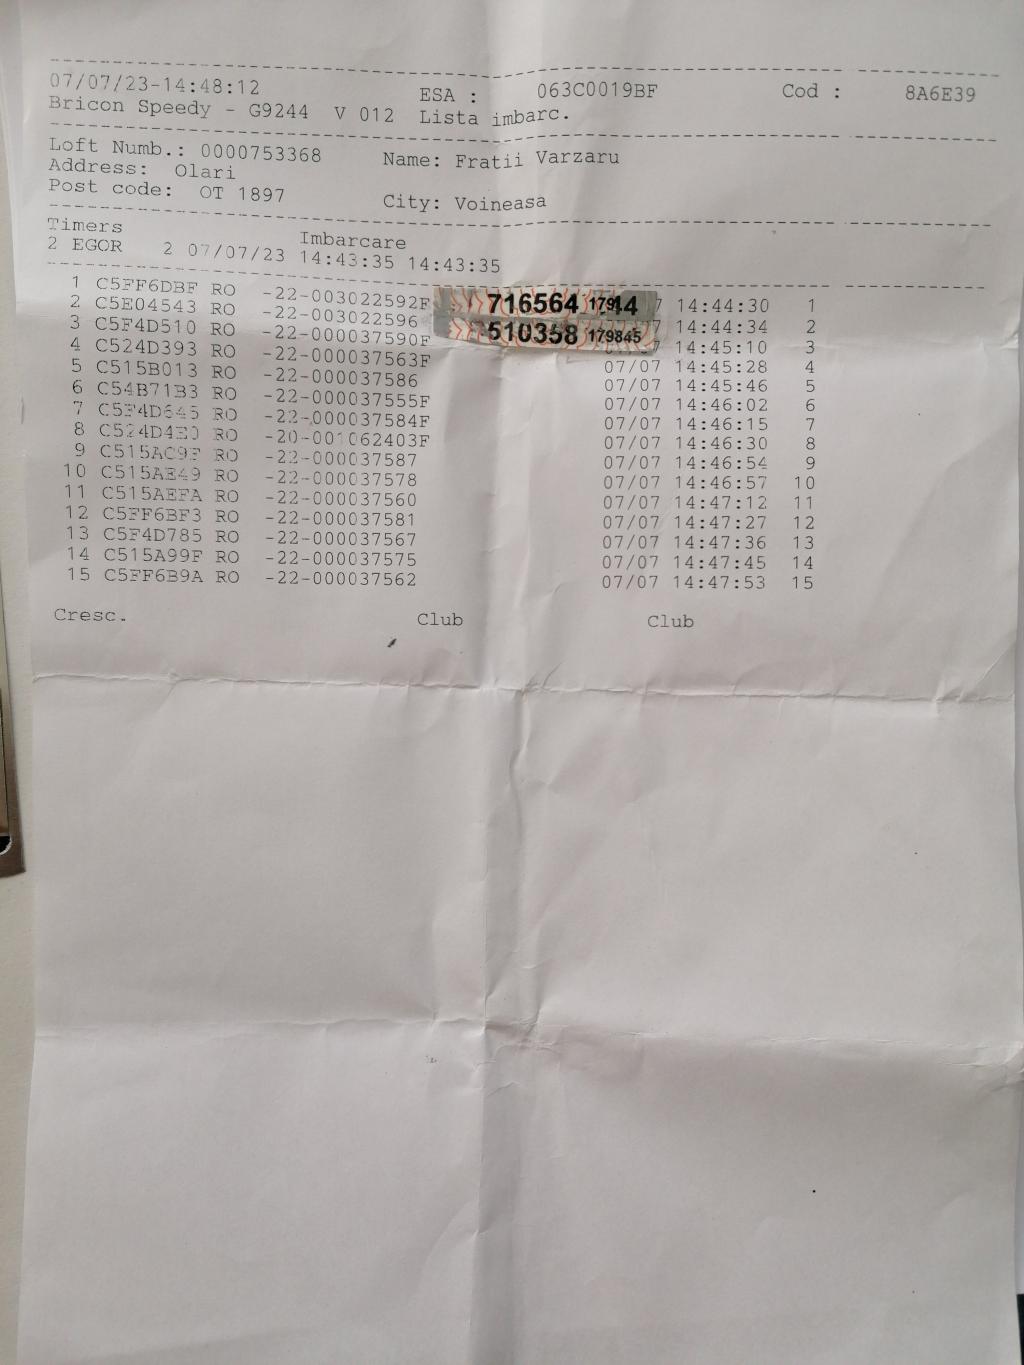 07/07/23-14:48:12 ESA : 063C0019BF Cod : 8A6E39
Bricon Speedy - G9244 V 012 Lista imbarc.
Loft Numb.: 0000753368 Name: Fratii Varzaru
Address: Olari
Post code: OT 1897 City: Voineasa
Timers Imbarcare
2 EGOR 2 07/07/23 14:43:35 14:43:35
1 C5FF6DBF RO -22-003022592F 716564 14:44:30 1
2 C5E04543 RO -22-003022596 510358 179845 14:44:34 2
3 C5F4D510 RO -22-000037590F 07/07 14:45:10 3
4 C524D393 RO -22-000037563F 07/07 14:45:28 4
5 C515B013 RO -22-000037586 07/07 14:45:46 5
6 C54B71B3 RO -22-000037555F 07/07 14:46:02 6
7 C5F4D645 RO -22-000037584F 07/07 14:46:15 7
8 C524D4E0 RO -20-001062403F 07/07 14:46:30 8
9 C515AC9F RO -22-000037587 07/07 14:46:54 9
10 C515AE49 RO -22-000037578 07/07 14:46:57 10
11 C515AEFA RO -22-000037560 07/07 14:47:12 11
12 C5FF6BF3 RO -22-000037581 07/07 14:47:27 12
13 C5F4D785 RO -22-000037567 07/07 14:47:36 13
14 C515A99F RO -22-000037575 07/07 14:47:45 14
15 C5FF6B9A RO -22-000037562 07/07 14:47:53 15
Cresc. Club Club